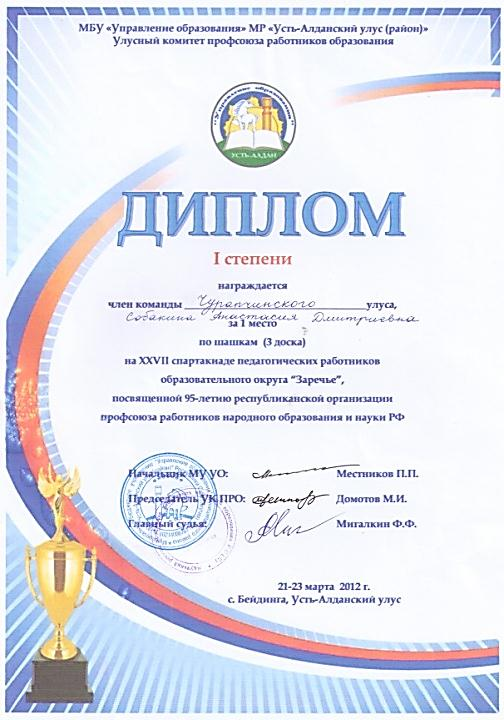 МБУ «Управление образования» МР «Усть-Алданский улус (район)»
Улусный комитет профсоюза работников образования
"Управление образования"
УСТЬ-АЛДАН
ДИПЛОМ
I степени
награждается
член команды Чурапчинского улуса,
Собакина Анастасия Дмитриевна
за 1 место
по шашкам (3 доска)
на XXVII спартакиаде педагогических работников
образовательного округа “Заречье”,
посвященной 95-летию республиканской организации
профсоюза работников народного образования и науки РФ
Начальник МУ УО: Местников П.П.
Председатель УК ПРО: Домотов М.И.
Главный судья: Мигалкин Ф.Ф.
21-23 марта 2012 г.
с. Бейдинга, Усть-Алданский улус